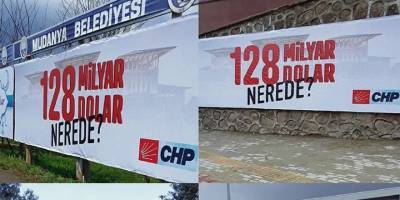 MUDANYA BELEDİYESİ
128 MİLYAR
DOLAR
NEREDE?
CHP
128 MİLYAR
DOLAR
NEREDE?
CHP